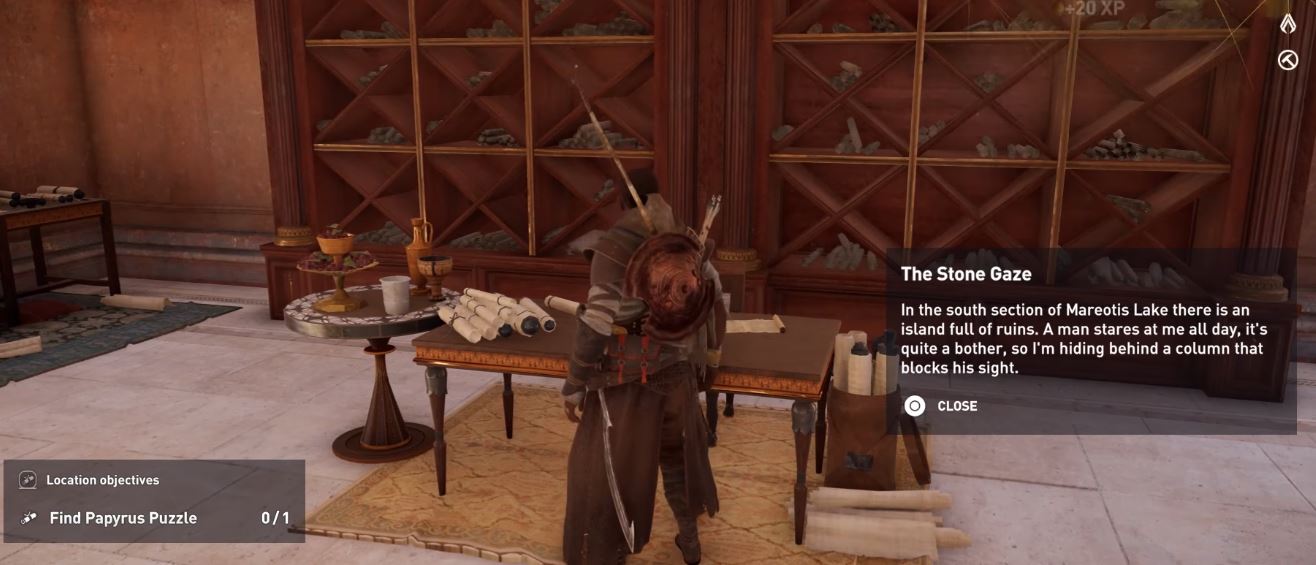 +20 XP
The Stone Gaze
In the south section of Mareotis Lake there is an
island full of ruins. A man stares at me all day, it's
quite a bother, so I'm hiding behind a column that
blocks his sight.
CLOSE
Location objectives
Find Papyrus Puzzle 0/1